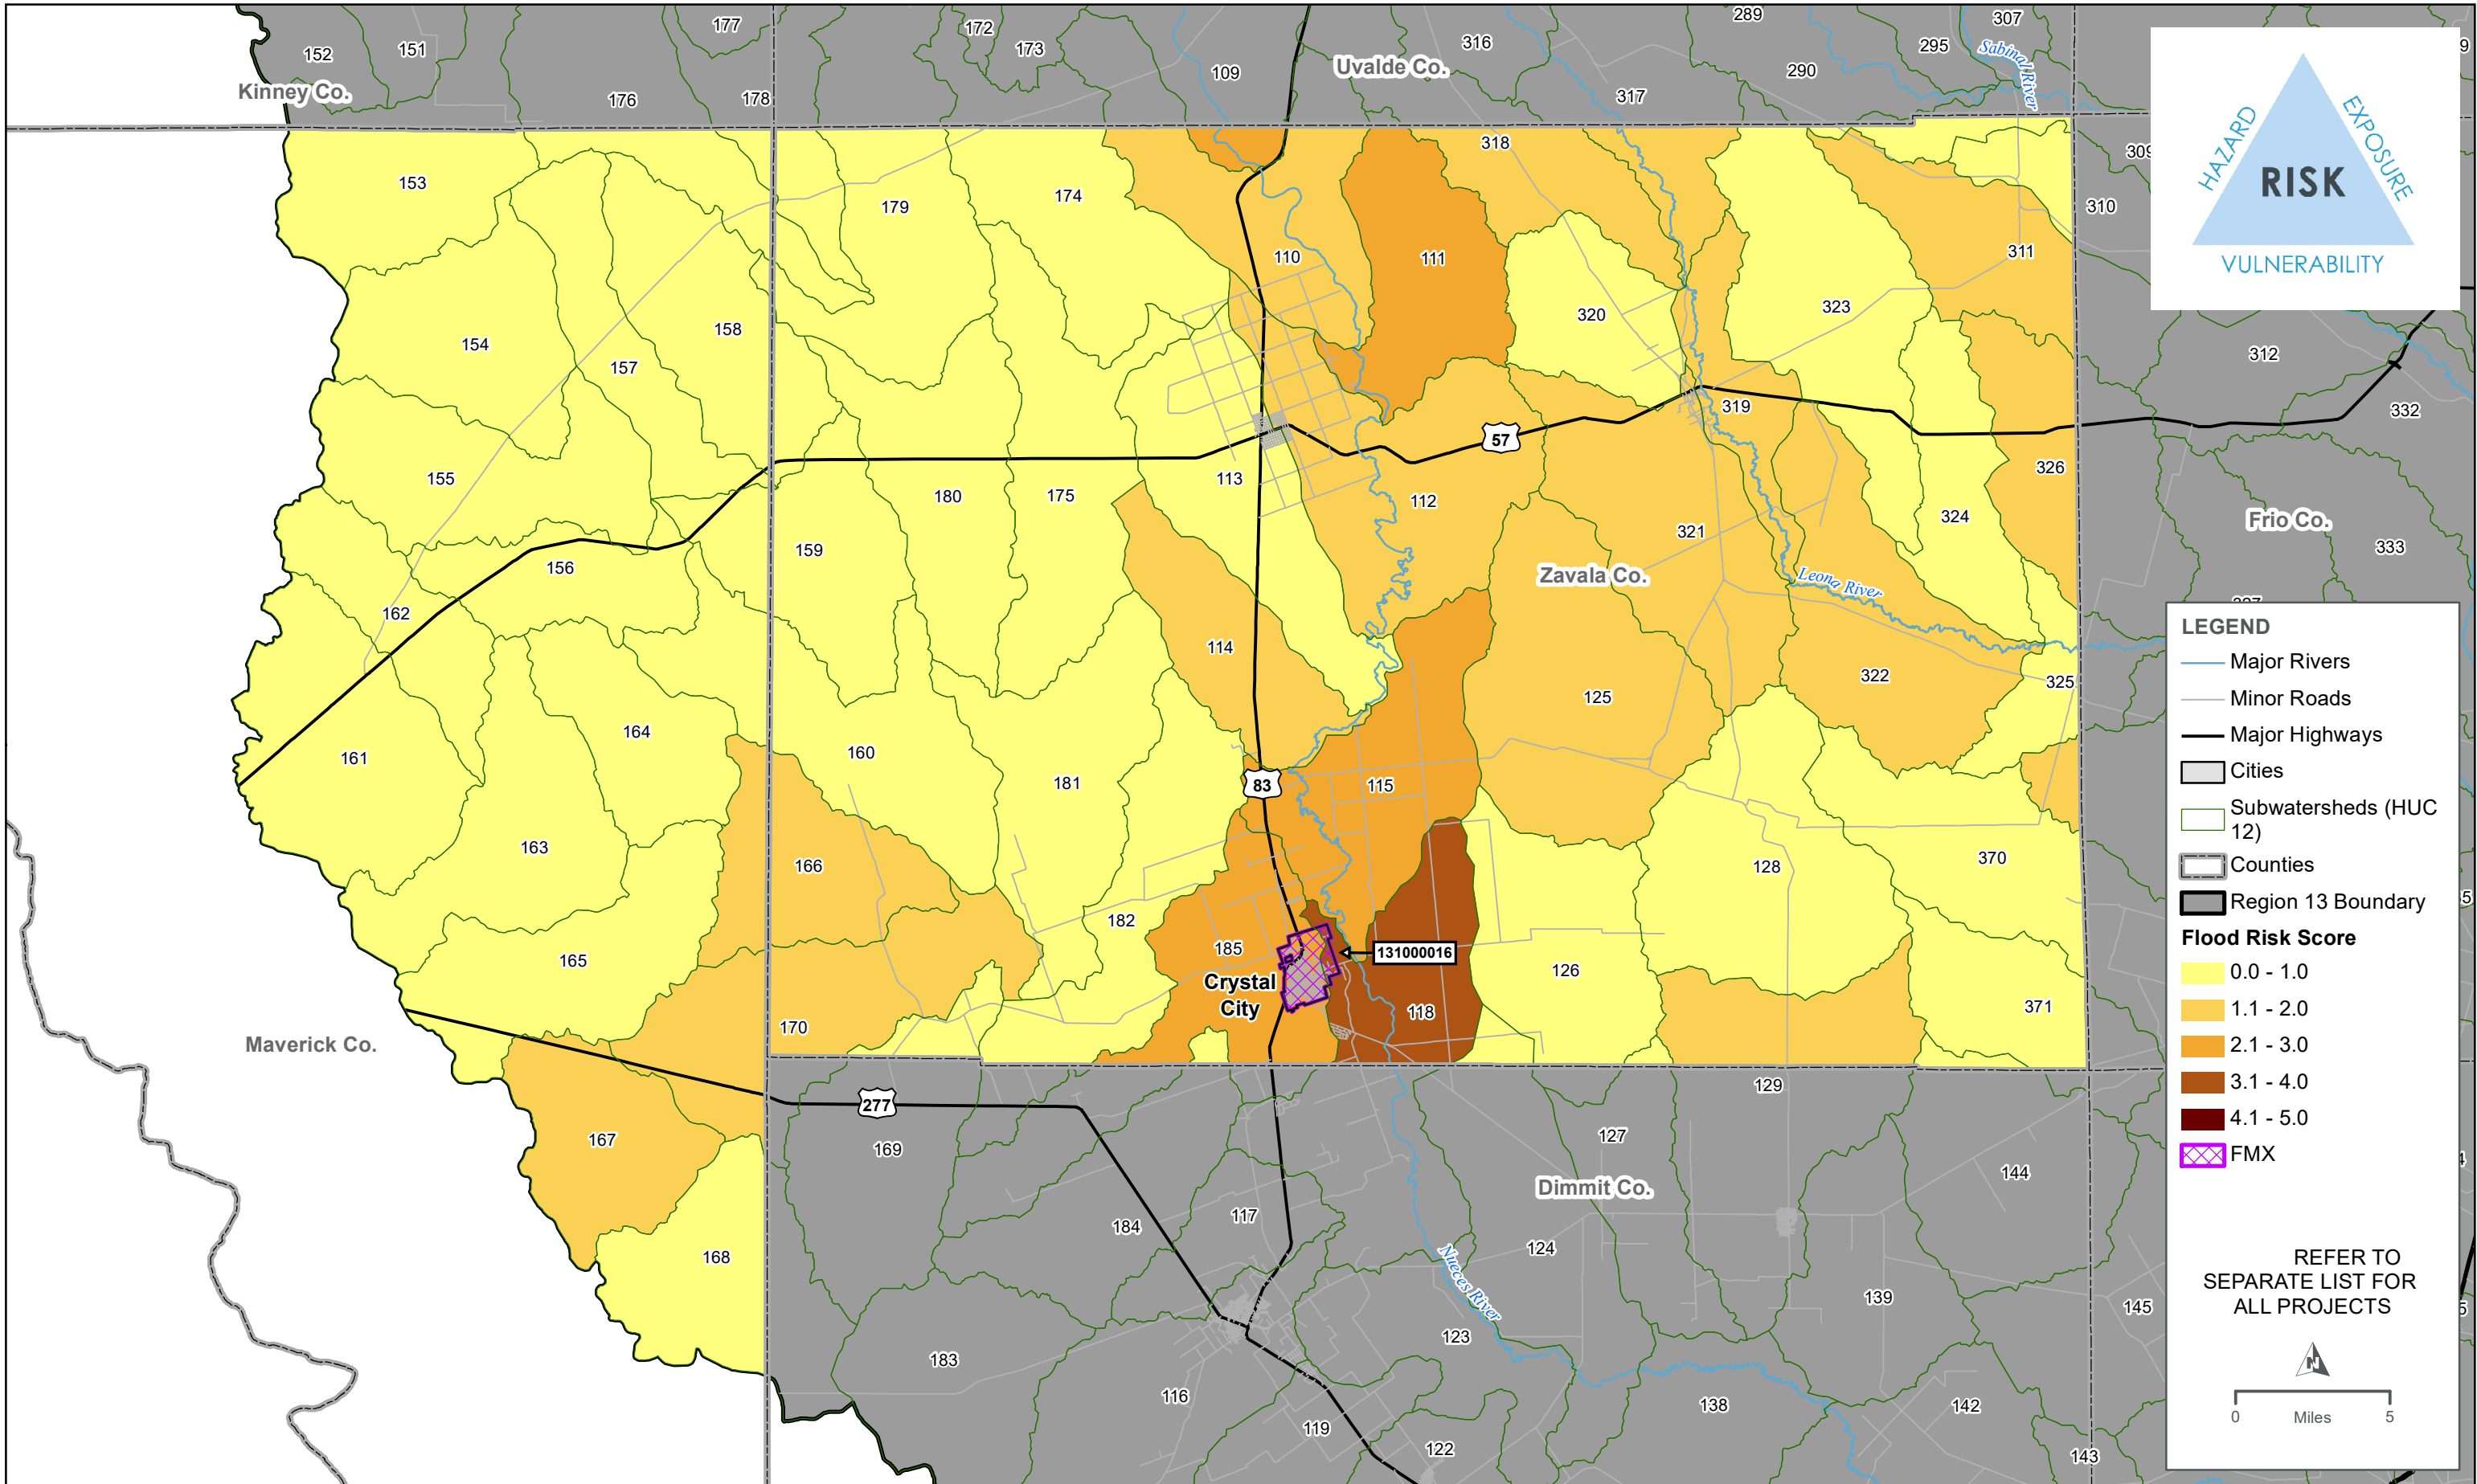 177
172
289
307
152
151
173
316
295
Sabinal River
Kinney Co.
109
Uvalde Co.
290
176
178
317
HAZARD
EXPOSURE
RISK
VULNERABILITY
318
309
153
179
174
310
110
111
311
158
320
323
154
157
312
319
332
57
155
180
175
113
112
326
324
321
Frio Co.
159
333
156
Zavala Co.
Leona River
162
114
322
325
125
164
160
161
181
83
115
163
166
128
370
182
185
131000016
165
126
Crystal
City
118
371
170
Maverick Co.
129
277
167
169
127
144
Dimmit Co.
184
117
124
168
Nueces River
139
145
123
183
116
138
142
119
122
143
LEGEND
Major Rivers
Minor Roads
Major Highways
Cities
Subwatersheds (HUC
12)
Counties
Region 13 Boundary
Flood Risk Score
0.0 - 1.0
1.1 - 2.0
2.1 - 3.0
3.1 - 4.0
4.1 - 5.0
FMX
REFER TO
SEPARATE LIST FOR
ALL PROJECTS
N
0 Miles 5